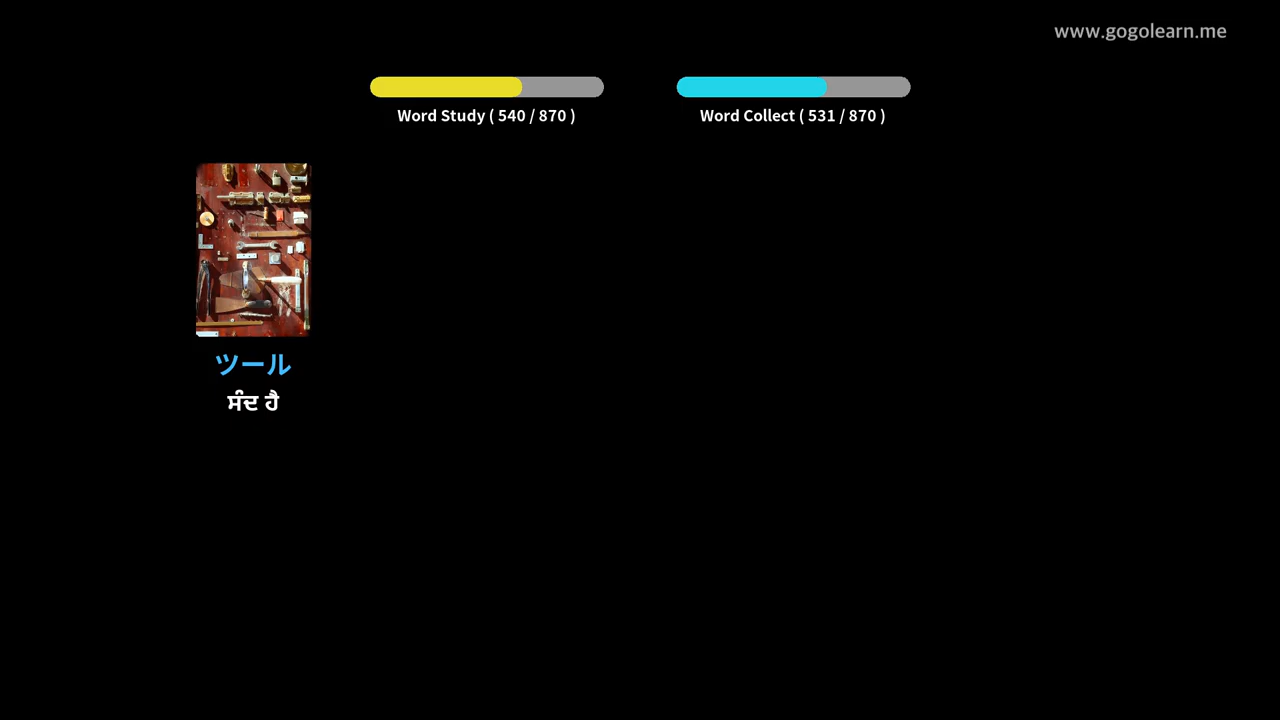 www.gogolearn.me
Word Study ( 540 / 870 )
Word Collect ( 531 / 870 )
ツール
ਸੰਦ ਹੈ